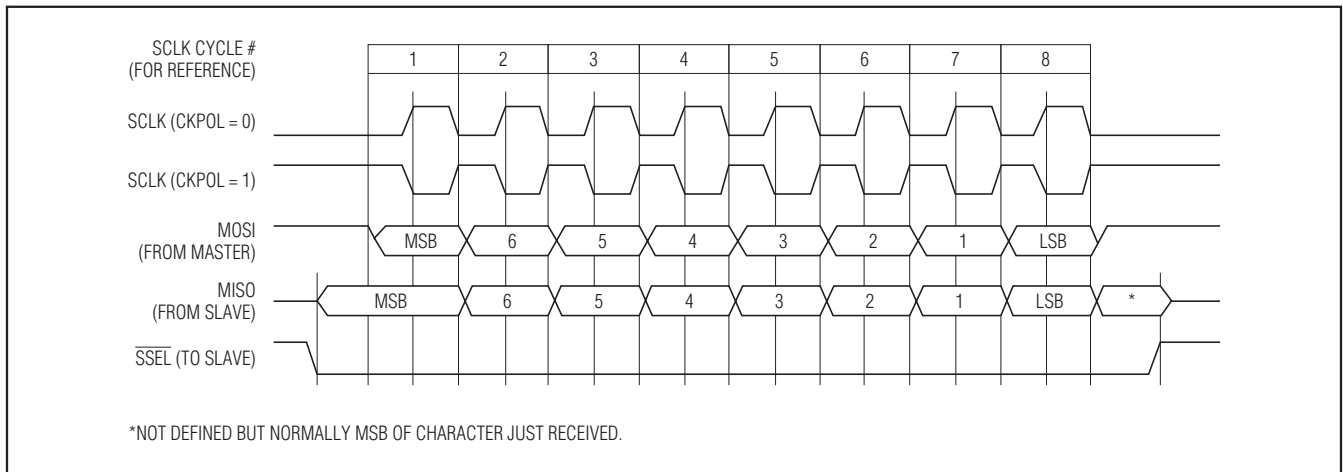 SCLK CYCLE #
(FOR REFERENCE)
1 2 3 4 5 6 7 8
SCLK (CKPOL = 0)
SCLK (CKPOL = 1)
MOSI
(FROM MASTER)
MSB 6 5 4 3 2 1 LSB
MISO
(FROM SLAVE)
MSB 6 5 4 3 2 1 LSB *
SSEL (TO SLAVE)
*NOT DEFINED BUT NORMALLY MSB OF CHARACTER JUST RECEIVED.